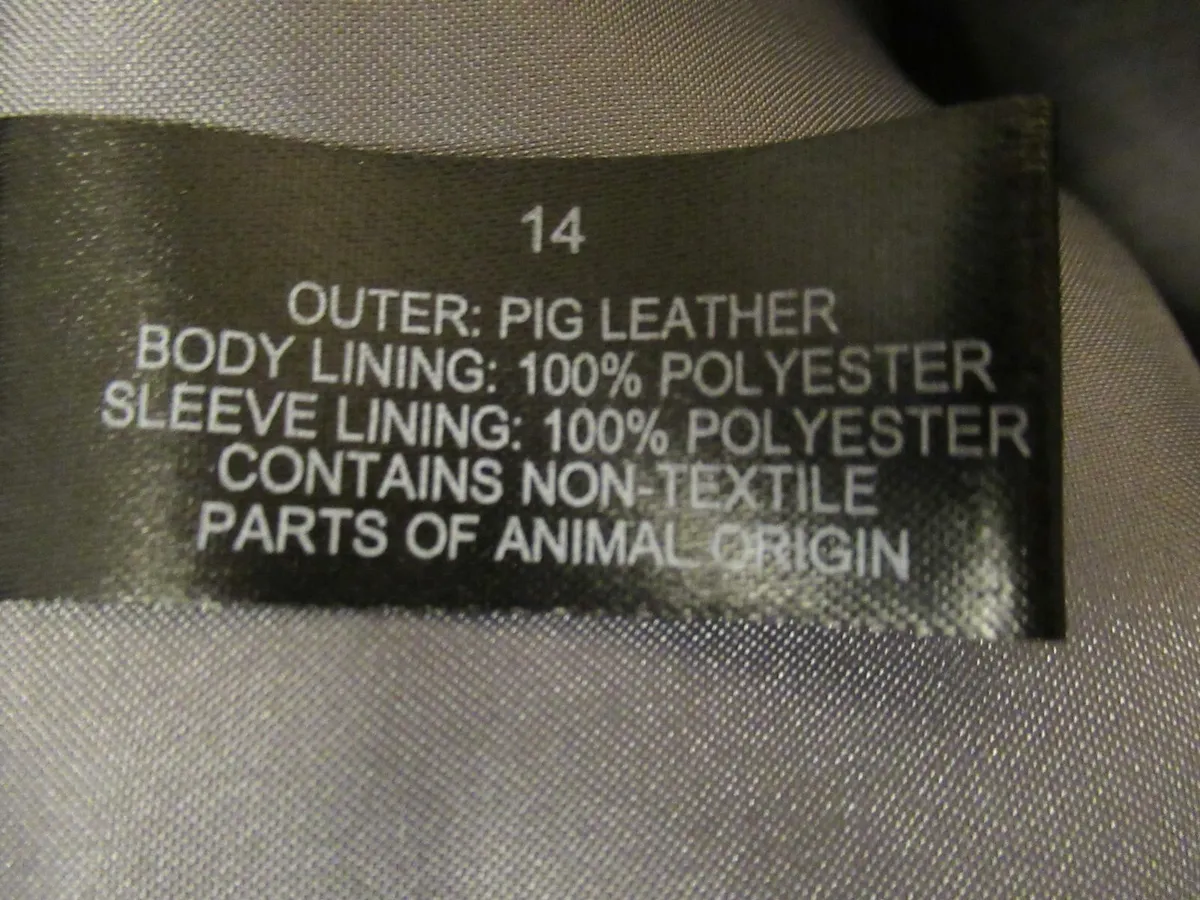 14
OUTER: PIG LEATHER
BODY LINING: 100% POLYESTER
SLEEVE LINING: 100% POLYESTER
CONTAINS NON-TEXTILE
PARTS OF ANIMAL ORIGIN